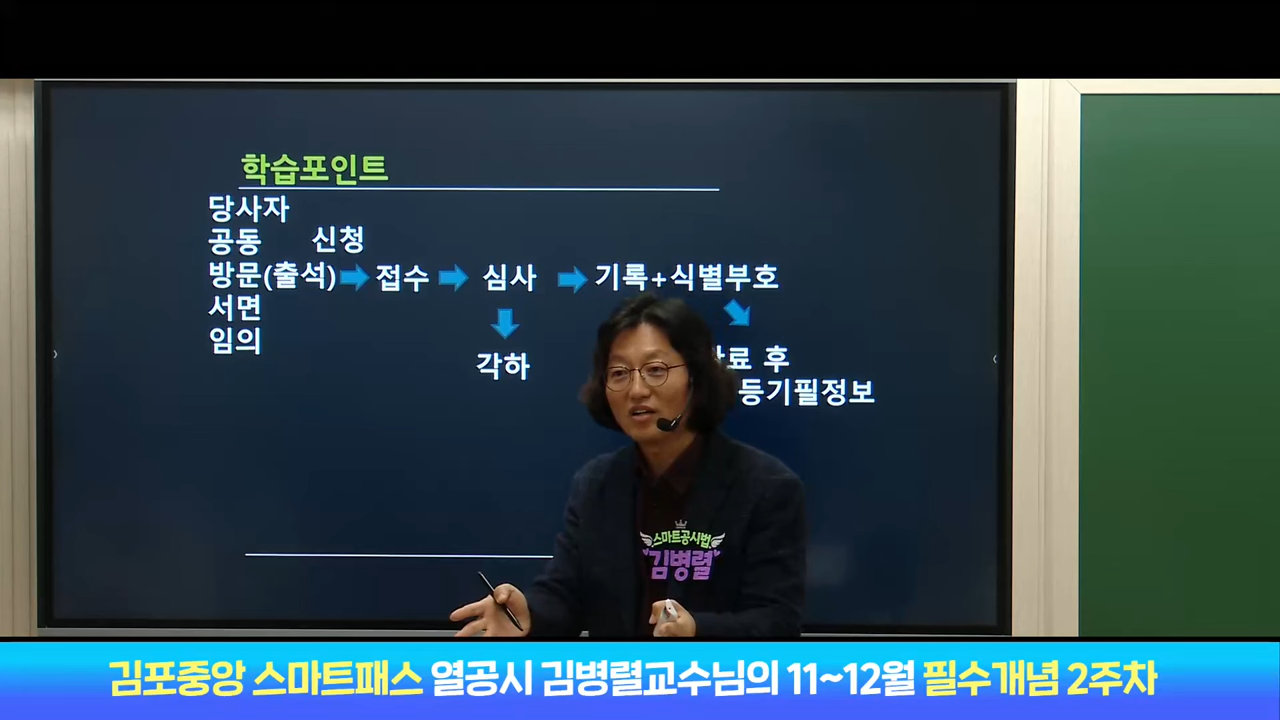 학습포인트
당사자
공동 신청
방문(출석) 접수 심사 기록+식별부호
서면
임의
각하
료 후
등기필정보
스마트공시법
김병렬
김포중앙 스마트패스 열공시 김병렬교수님의 11~12월 필수개념 2주차